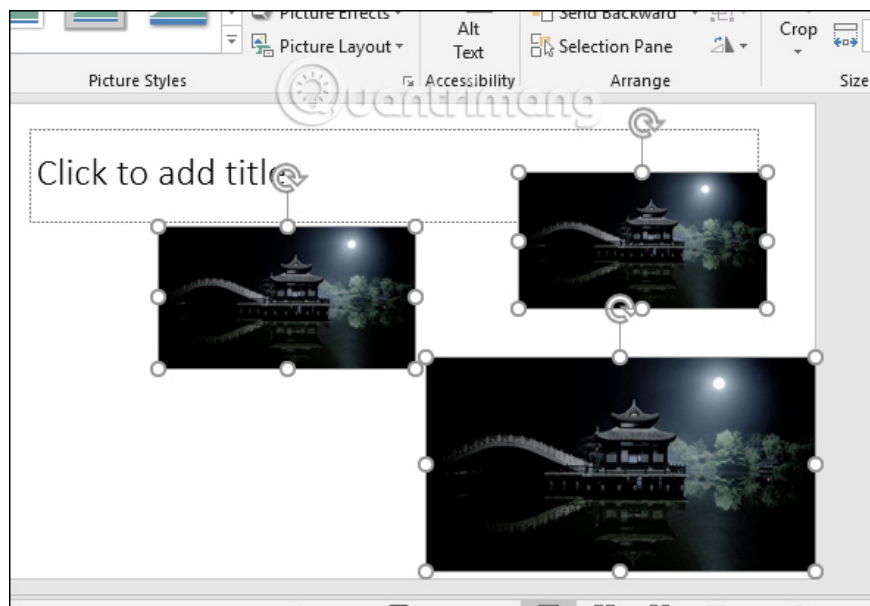 Picture Effects
Picture Layout
Picture Styles
Alt
Text
Accessibility
Send Backward
Selection Pane
Arrange
Crop
Size
Quantrimang
Click to add title